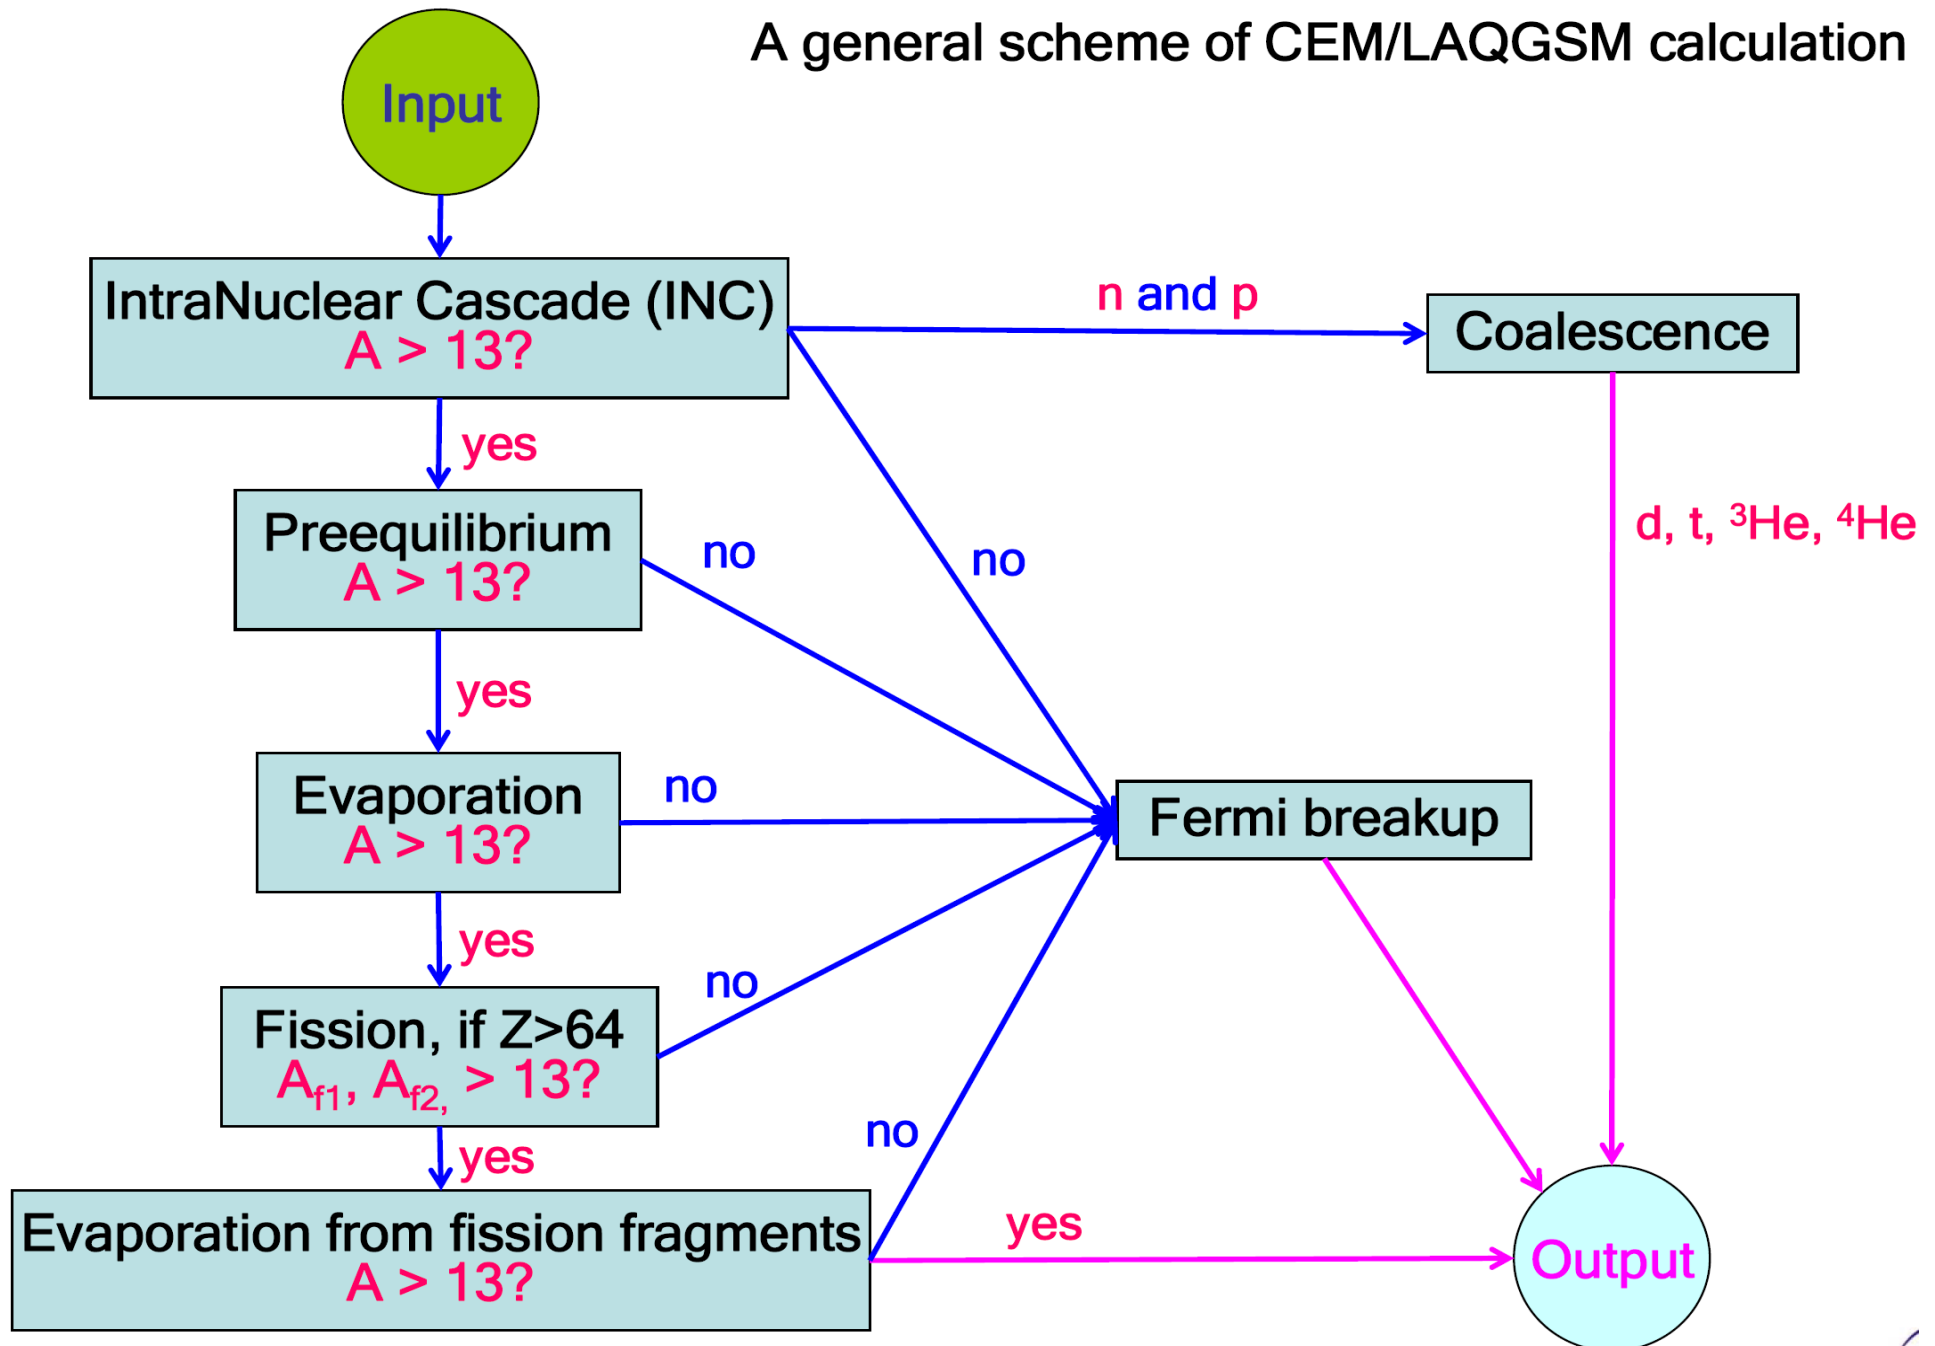 A general scheme of CEM/LAQGSM calculation
Input
IntraNuclear Cascade (INC)
A > 13?
n and p
Coalescence
yes
no
d, t, ³He, ⁴He
Preequilibrium
A > 13?
no
yes
Evaporation
A > 13?
no
Fermi breakup
yes
Fission, if Z>64
A_f1, A_f2, > 13?
no
yes
no
Evaporation from fission fragments
A > 13?
yes
Output